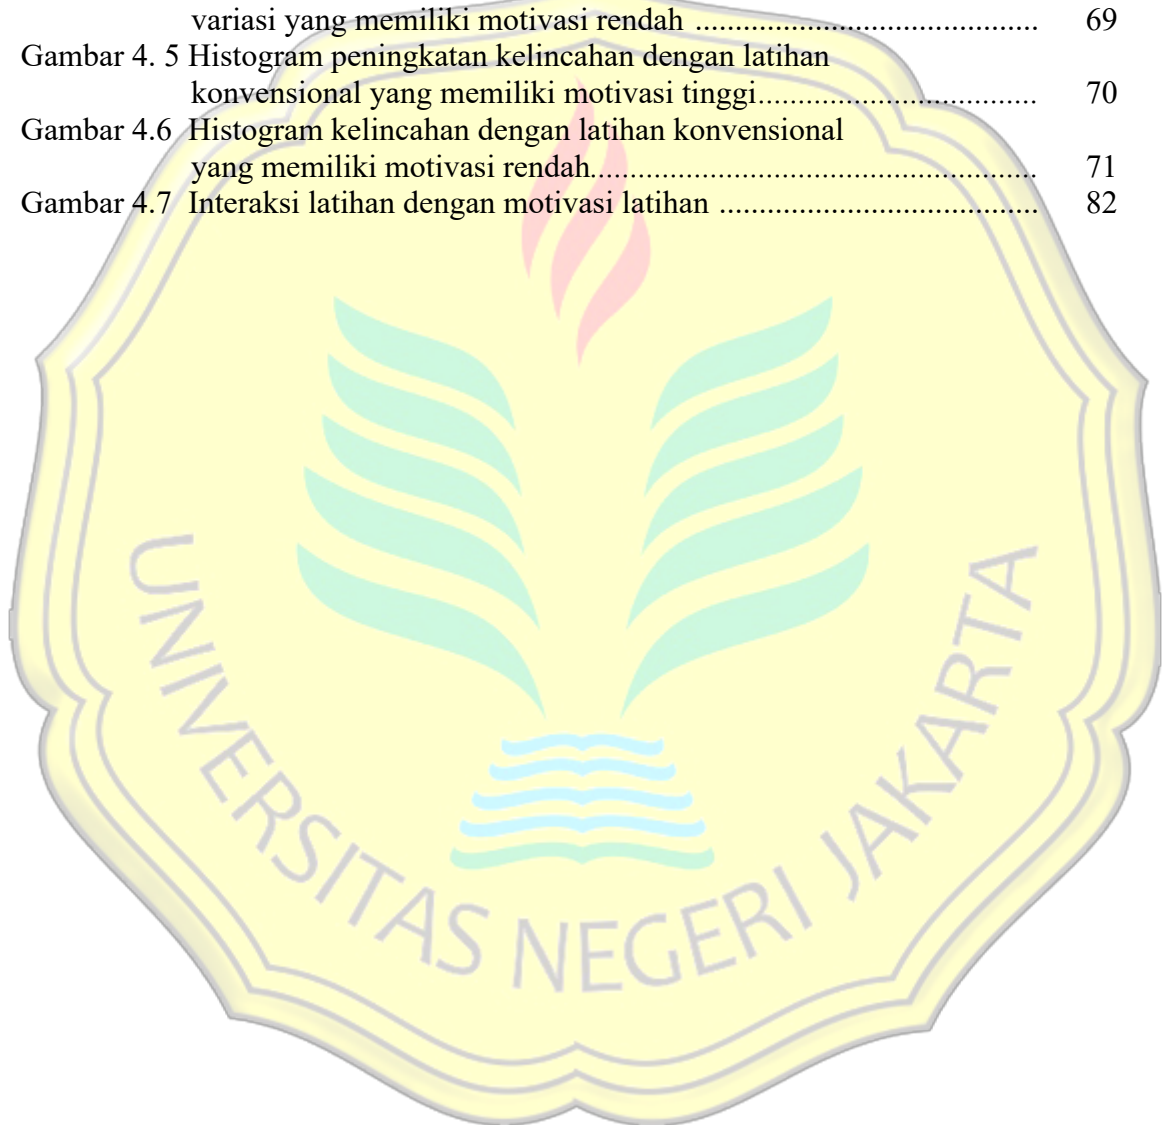 variasi yang memiliki motivasi rendah ........................................... 69
Gambar 4. 5 Histogram peningkatan kelincahan dengan latihan
konvensional yang memiliki motivasi tinggi................................... 70
Gambar 4.6 Histogram kelincahan dengan latihan konvensional
yang memiliki motivasi rendah........................................................ 71
Gambar 4.7 Interaksi latihan dengan motivasi latihan ........................................ 82
UNIVERSITAS NEGERI JAKARTA